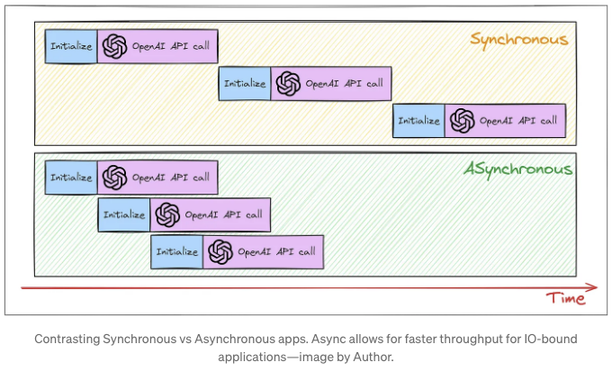 Synchronous
Initialize OpenAI API call
Initialize OpenAI API call
Initialize OpenAI API call
ASynchronous
Initialize OpenAI API call
Initialize OpenAI API call
Initialize OpenAI API call
Time
Contrasting Synchronous vs Asynchronous apps. Async allows for faster throughput for IO-bound
applications—image by Author.